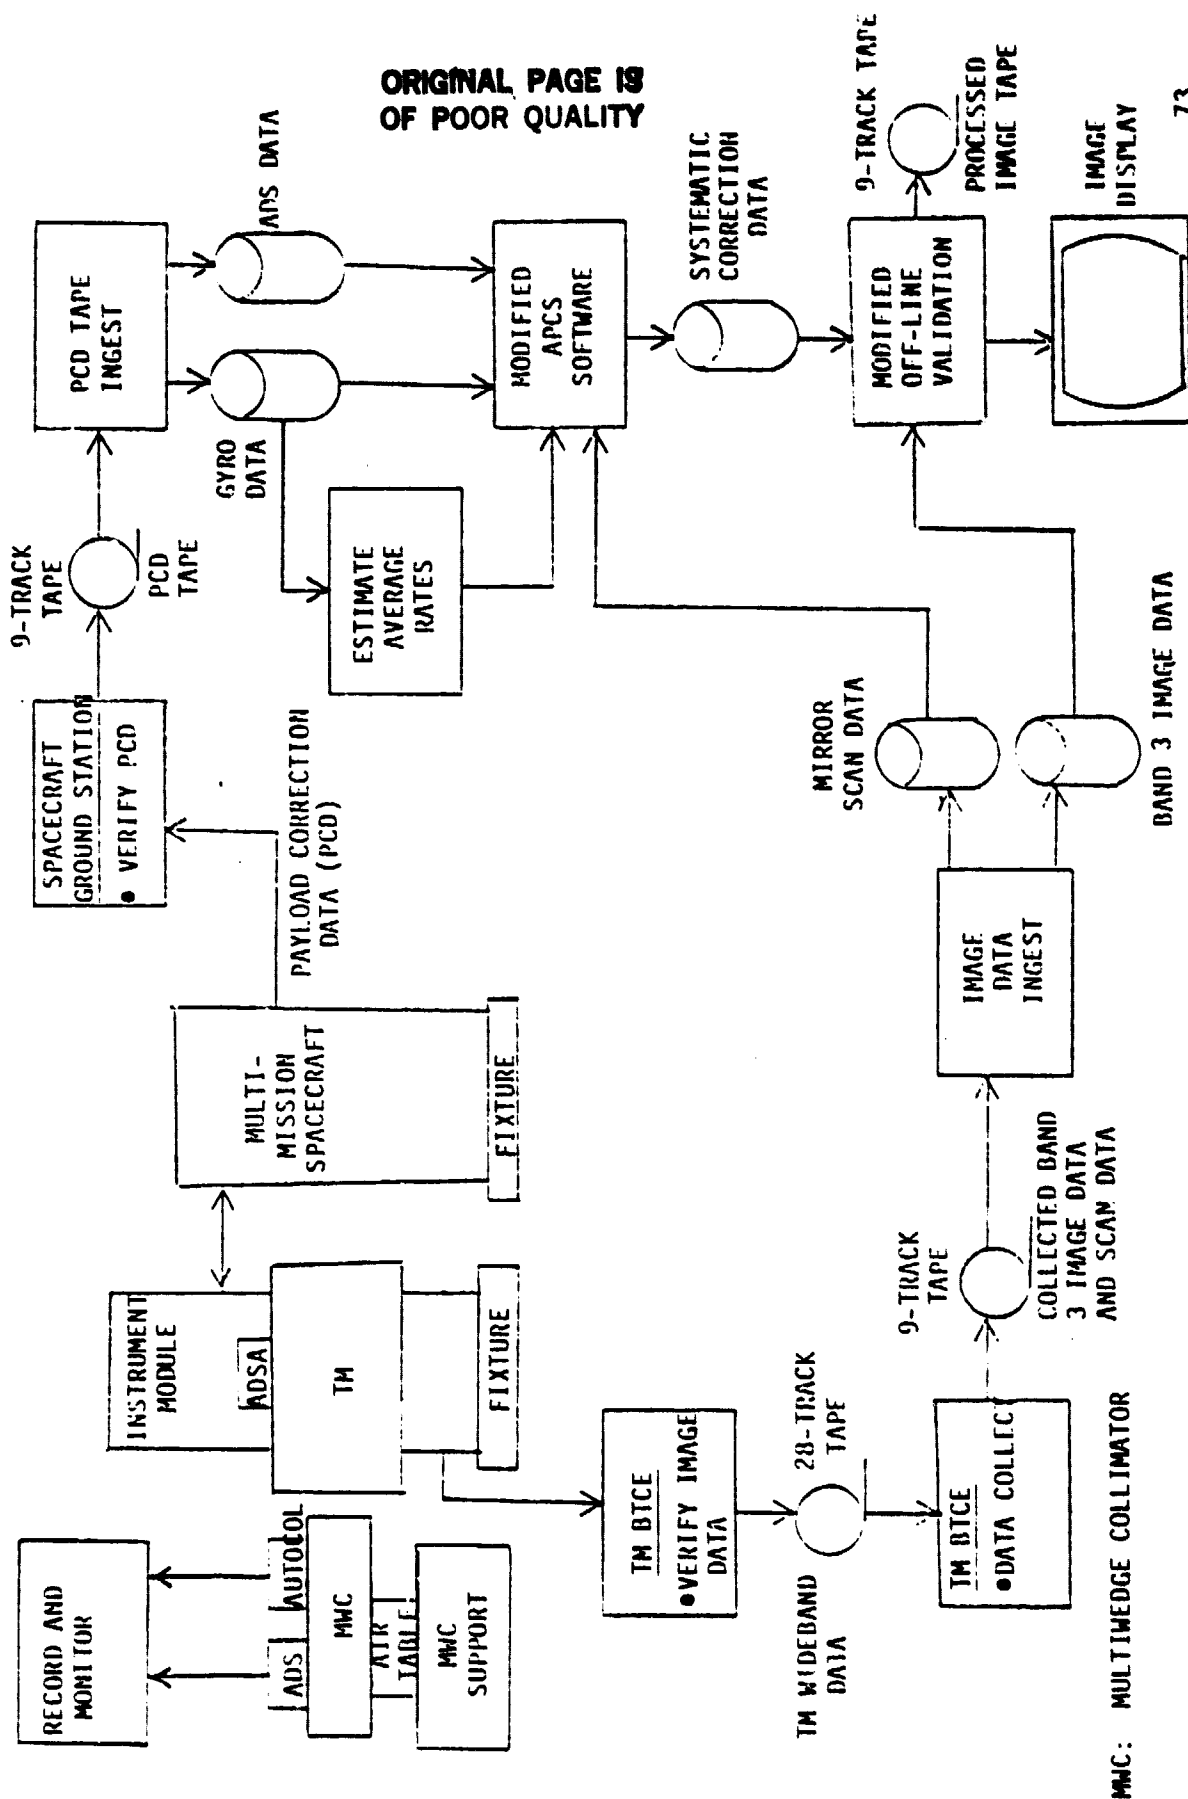 ORIGINAL PAGE IS
OF POOR QUALITY
RECORD AND
MONITOR
ADS
AUTOCOL
MWC
AIR
TABLE
MWC
SUPPORT
INSTRUMENT
MODULE
ADSA
TM
FIXTURE
MULTI-
MISSION
SPACECRAFT
FIXTURE
PAYLOAD CORRECTION
DATA (PCD)
SPACECRAFT
GROUND STATION
• VERIFY PCD
9-TRACK
TAPE
PCD
TAPE
PCD TAPE
INGEST
GYRO
DATA
ADS DATA
ESTIMATE
AVERAGE
RATES
MODIFIED
APCS
SOFTWARE
SYSTEMATIC
CORRECTION
DATA
TM BTCE
•VERIFY IMAGE
DATA
TM WIDEBAND
DATA
28-TRACK
TAPE
TM BTCE
•DATA COLLECT
9-TRACK
TAPE
COLLECTED BAND
3 IMAGE DATA
AND SCAN DATA
IMAGE
DATA
INGEST
MIRROR
SCAN DATA
BAND 3 IMAGE DATA
MODIFIED
OFF-LINE
VALIDATION
9-TRACK TAPE
PROCESSED
IMAGE TAPE
IMAGE
DISPLAY
MWC: MULTIWEDGE COLLIMATOR
73